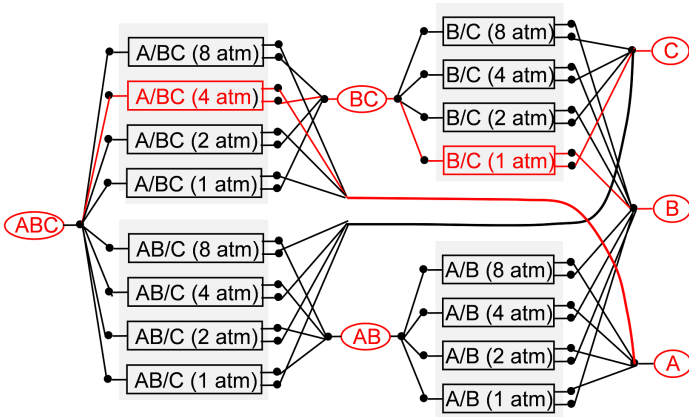 ABC
A/BC (8 atm)
A/BC (4 atm)
A/BC (2 atm)
A/BC (1 atm)
AB/C (8 atm)
AB/C (4 atm)
AB/C (2 atm)
AB/C (1 atm)
BC
AB
B/C (8 atm)
B/C (4 atm)
B/C (2 atm)
B/C (1 atm)
A/B (8 atm)
A/B (4 atm)
A/B (2 atm)
A/B (1 atm)
C
B
A